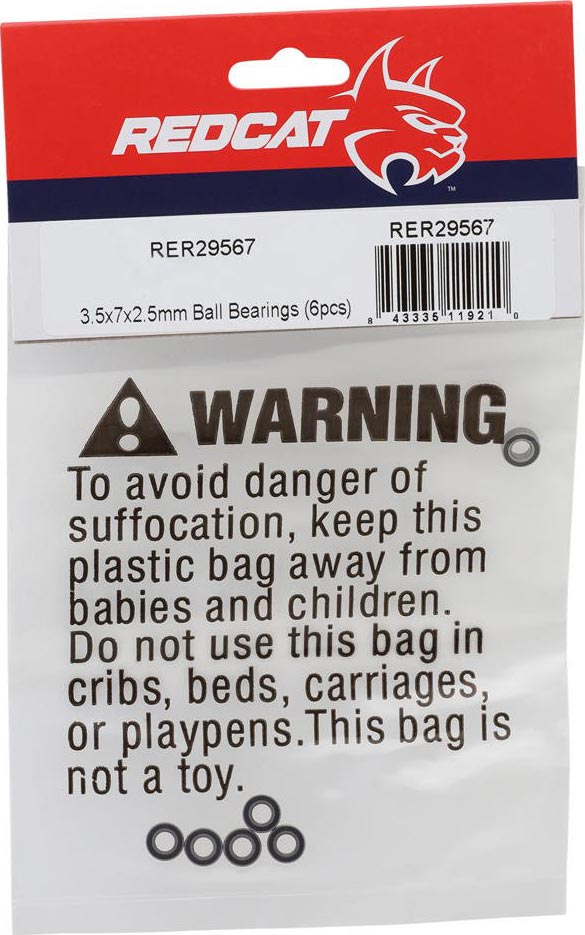 REDCAT
TM
RER29567
RER29567
3.5x7x2.5mm Ball Bearings (6pcs)
8 43335 11921 0
WARNING
To avoid danger of
suffocation, keep this
plastic bag away from
babies and children.
Do not use this bag in
cribs, beds, carriages,
or playpens.This bag is
not a toy.